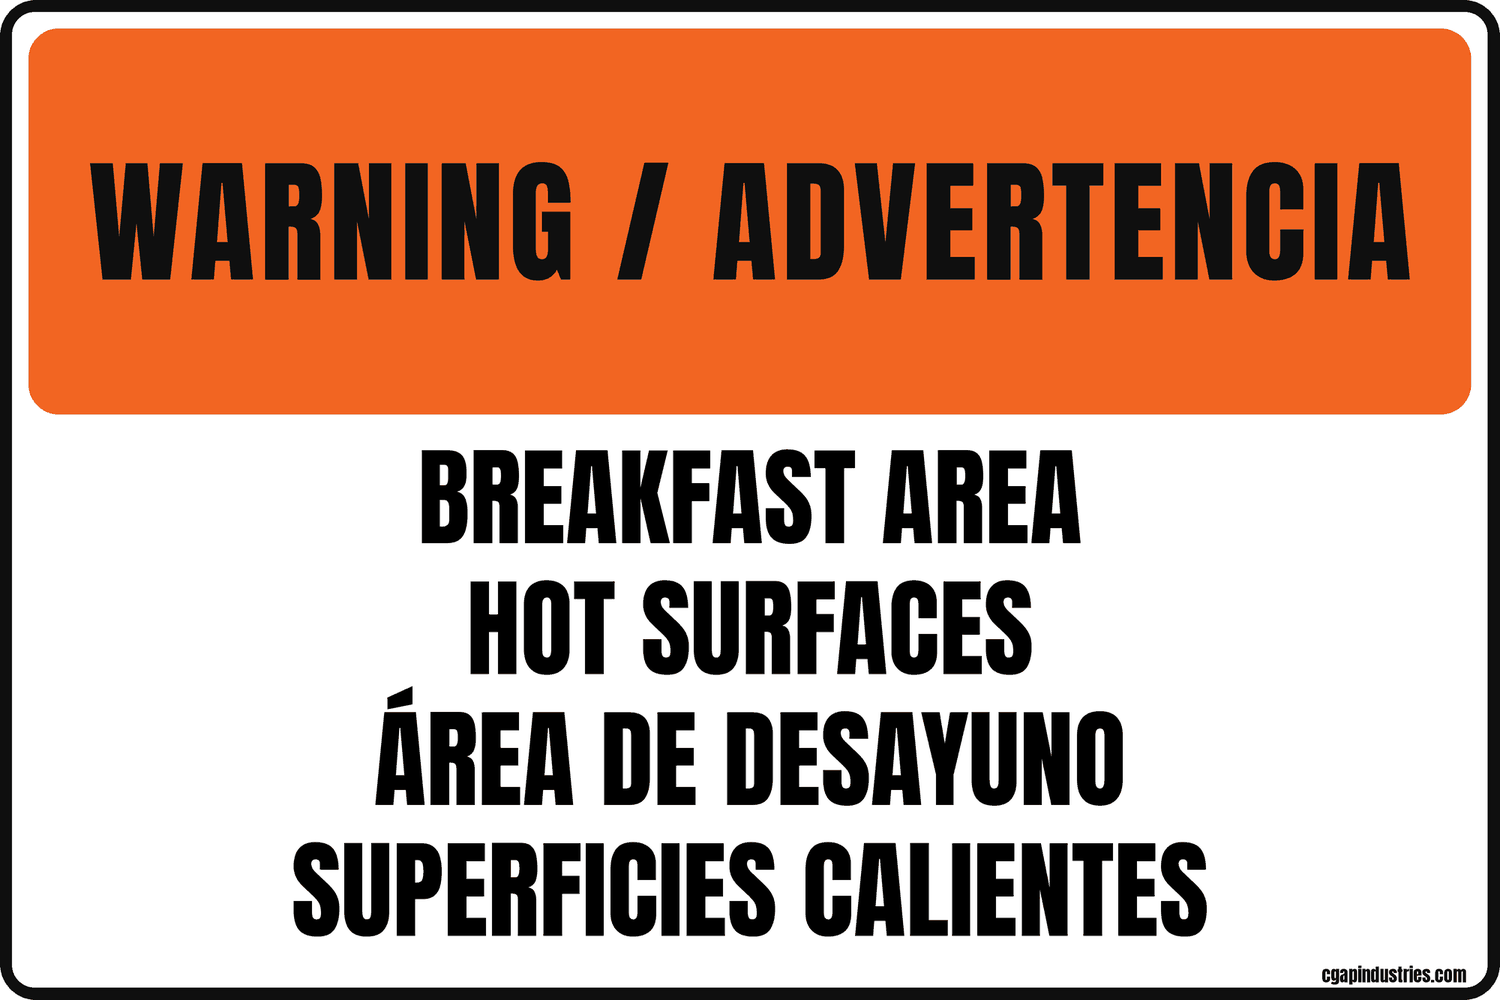 WARNING / ADVERTENCIA
BREAKFAST AREA
HOT SURFACES
ÁREA DE DESAYUNO
SUPERFICIES CALIENTES
cgapindustries.com